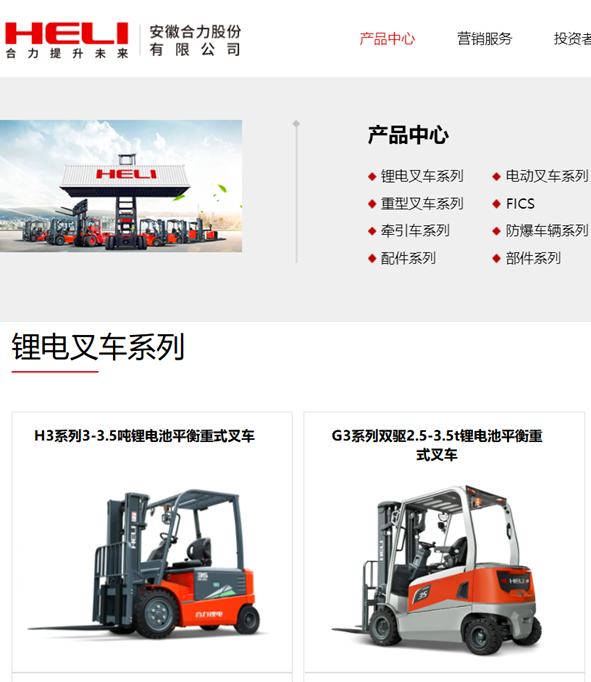 HELI
合力提升未来
安徽合力股份
有限公司
产品中心
营销服务
投资者
HELI
产品中心
锂电叉车系列
电动叉车系列
重型叉车系列
FICS
牵引车系列
防爆车辆系列
配件系列
部件系列
锂电叉车系列
H3系列3-3.5吨锂电池平衡重式叉车
G3系列双驱2.5-3.5t锂电池平衡重
式叉车
HELI
35
合力锂电
HELI
HELI
35